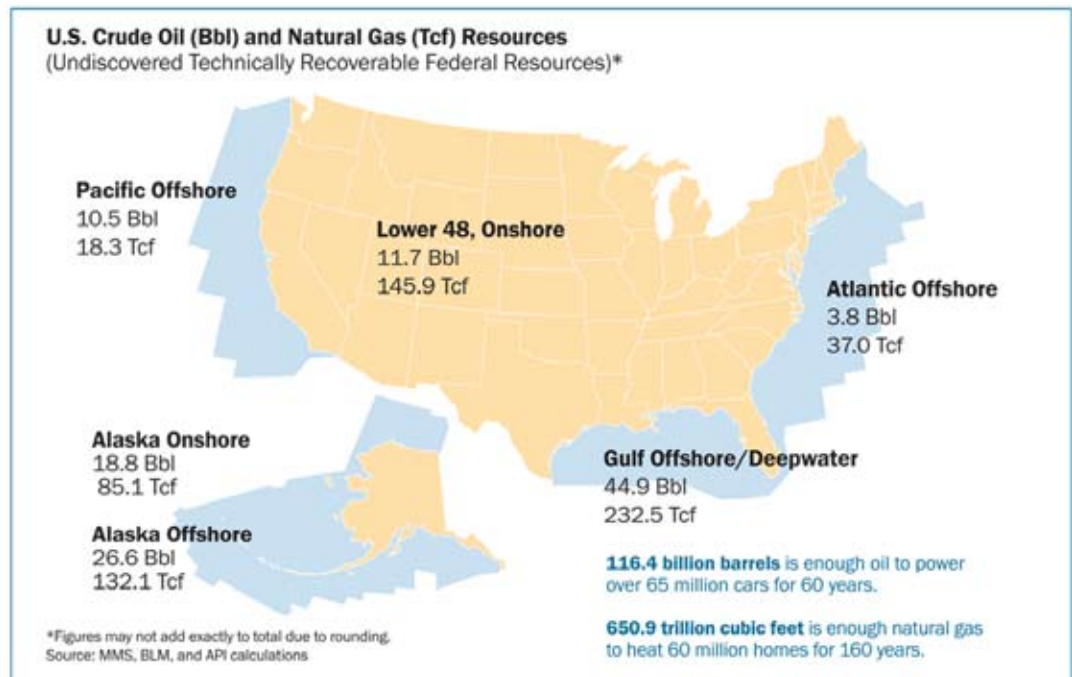 U.S. Crude Oil (Bbl) and Natural Gas (Tcf) Resources
(Undiscovered Technically Recoverable Federal Resources)*
Pacific Offshore
10.5 Bbl
18.3 Tcf
Lower 48, Onshore
11.7 Bbl
145.9 Tcf
Atlantic Offshore
3.8 Bbl
37.0 Tcf
Alaska Onshore
18.8 Bbl
85.1 Tcf
Alaska Offshore
26.6 Bbl
132.1 Tcf
Gulf Offshore/Deepwater
44.9 Bbl
232.5 Tcf
116.4 billion barrels is enough oil to power
over 65 million cars for 60 years.
650.9 trillion cubic feet is enough natural gas
to heat 60 million homes for 160 years.
*Figures may not add exactly to total due to rounding.
Source: MMS, BLM, and API calculations